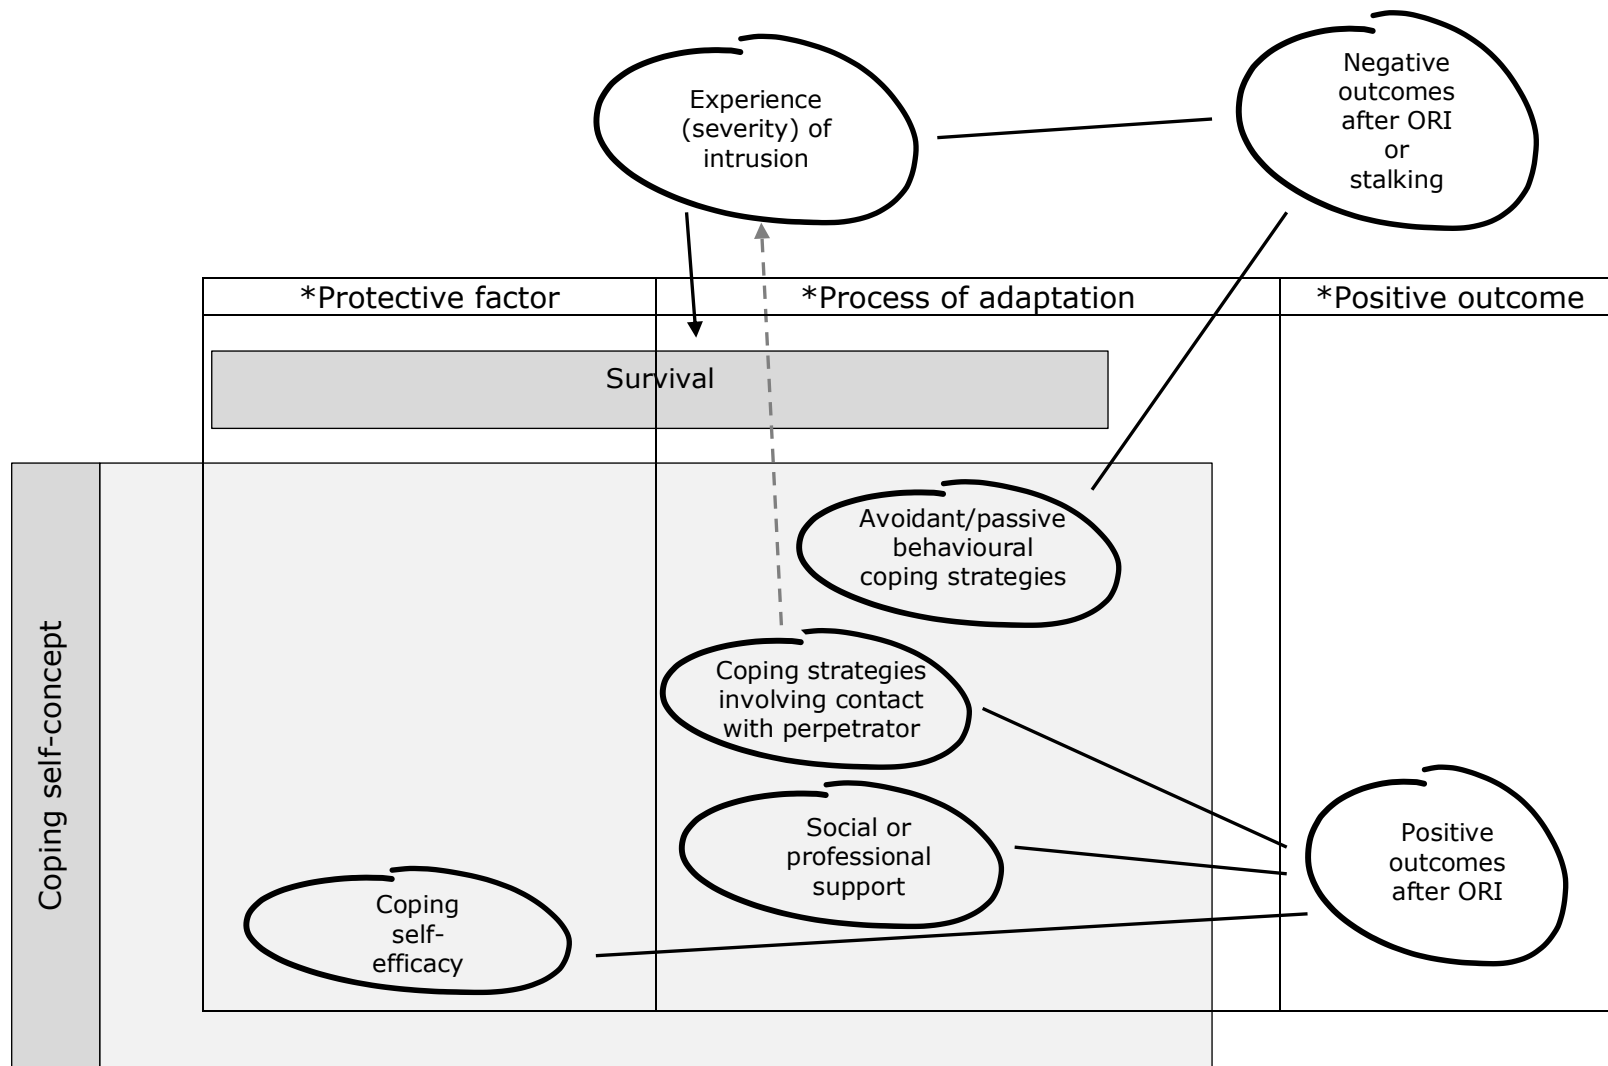 Experience
(severity) of
intrusion
Negative
outcomes
after ORI
or
stalking
*Protective factor
*Process of adaptation
*Positive outcome
Survival
Avoidant/passive
behavioural
coping strategies
Coping strategies
involving contact
with perpetrator
Social or
professional
support
Coping
self-
efficacy
Positive
outcomes
after ORI
Coping self-concept